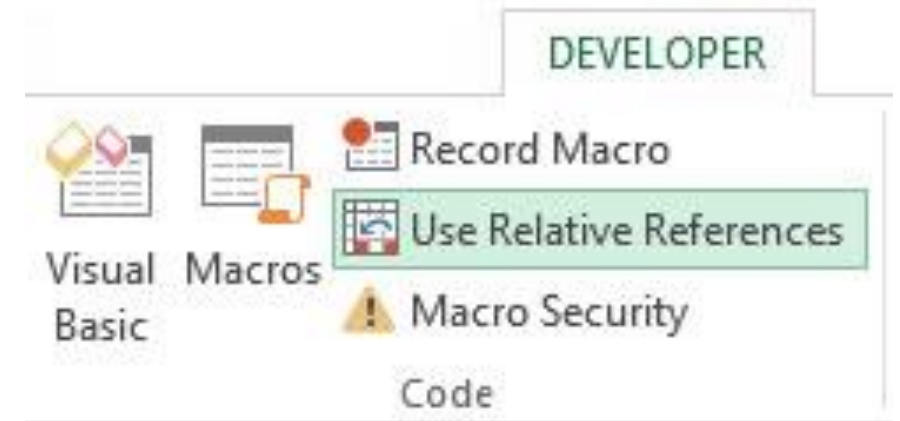 DEVELOPER
Record Macro
Use Relative References
Visual Basic
Macros
Macro Security
Code